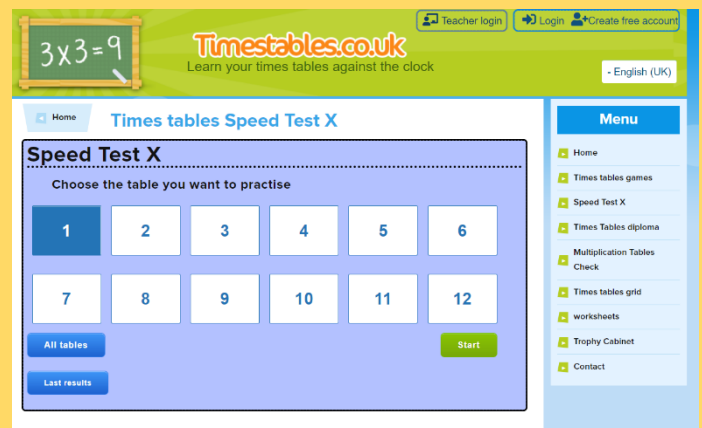 Teacher login Login Create free account
3x3=9
Timestables.co.uk
Learn your times tables against the clock
- English (UK)
Home
Times tables Speed Test X
Speed Test X
Choose the table you want to practise
1 2 3 4 5 6
7 8 9 10 11 12
All tables
Start
Last results
Menu
Home
Times tables games
Speed Test X
Times Tables diploma
Multiplication Tables
Check
Times tables grid
worksheets
Trophy Cabinet
Contact